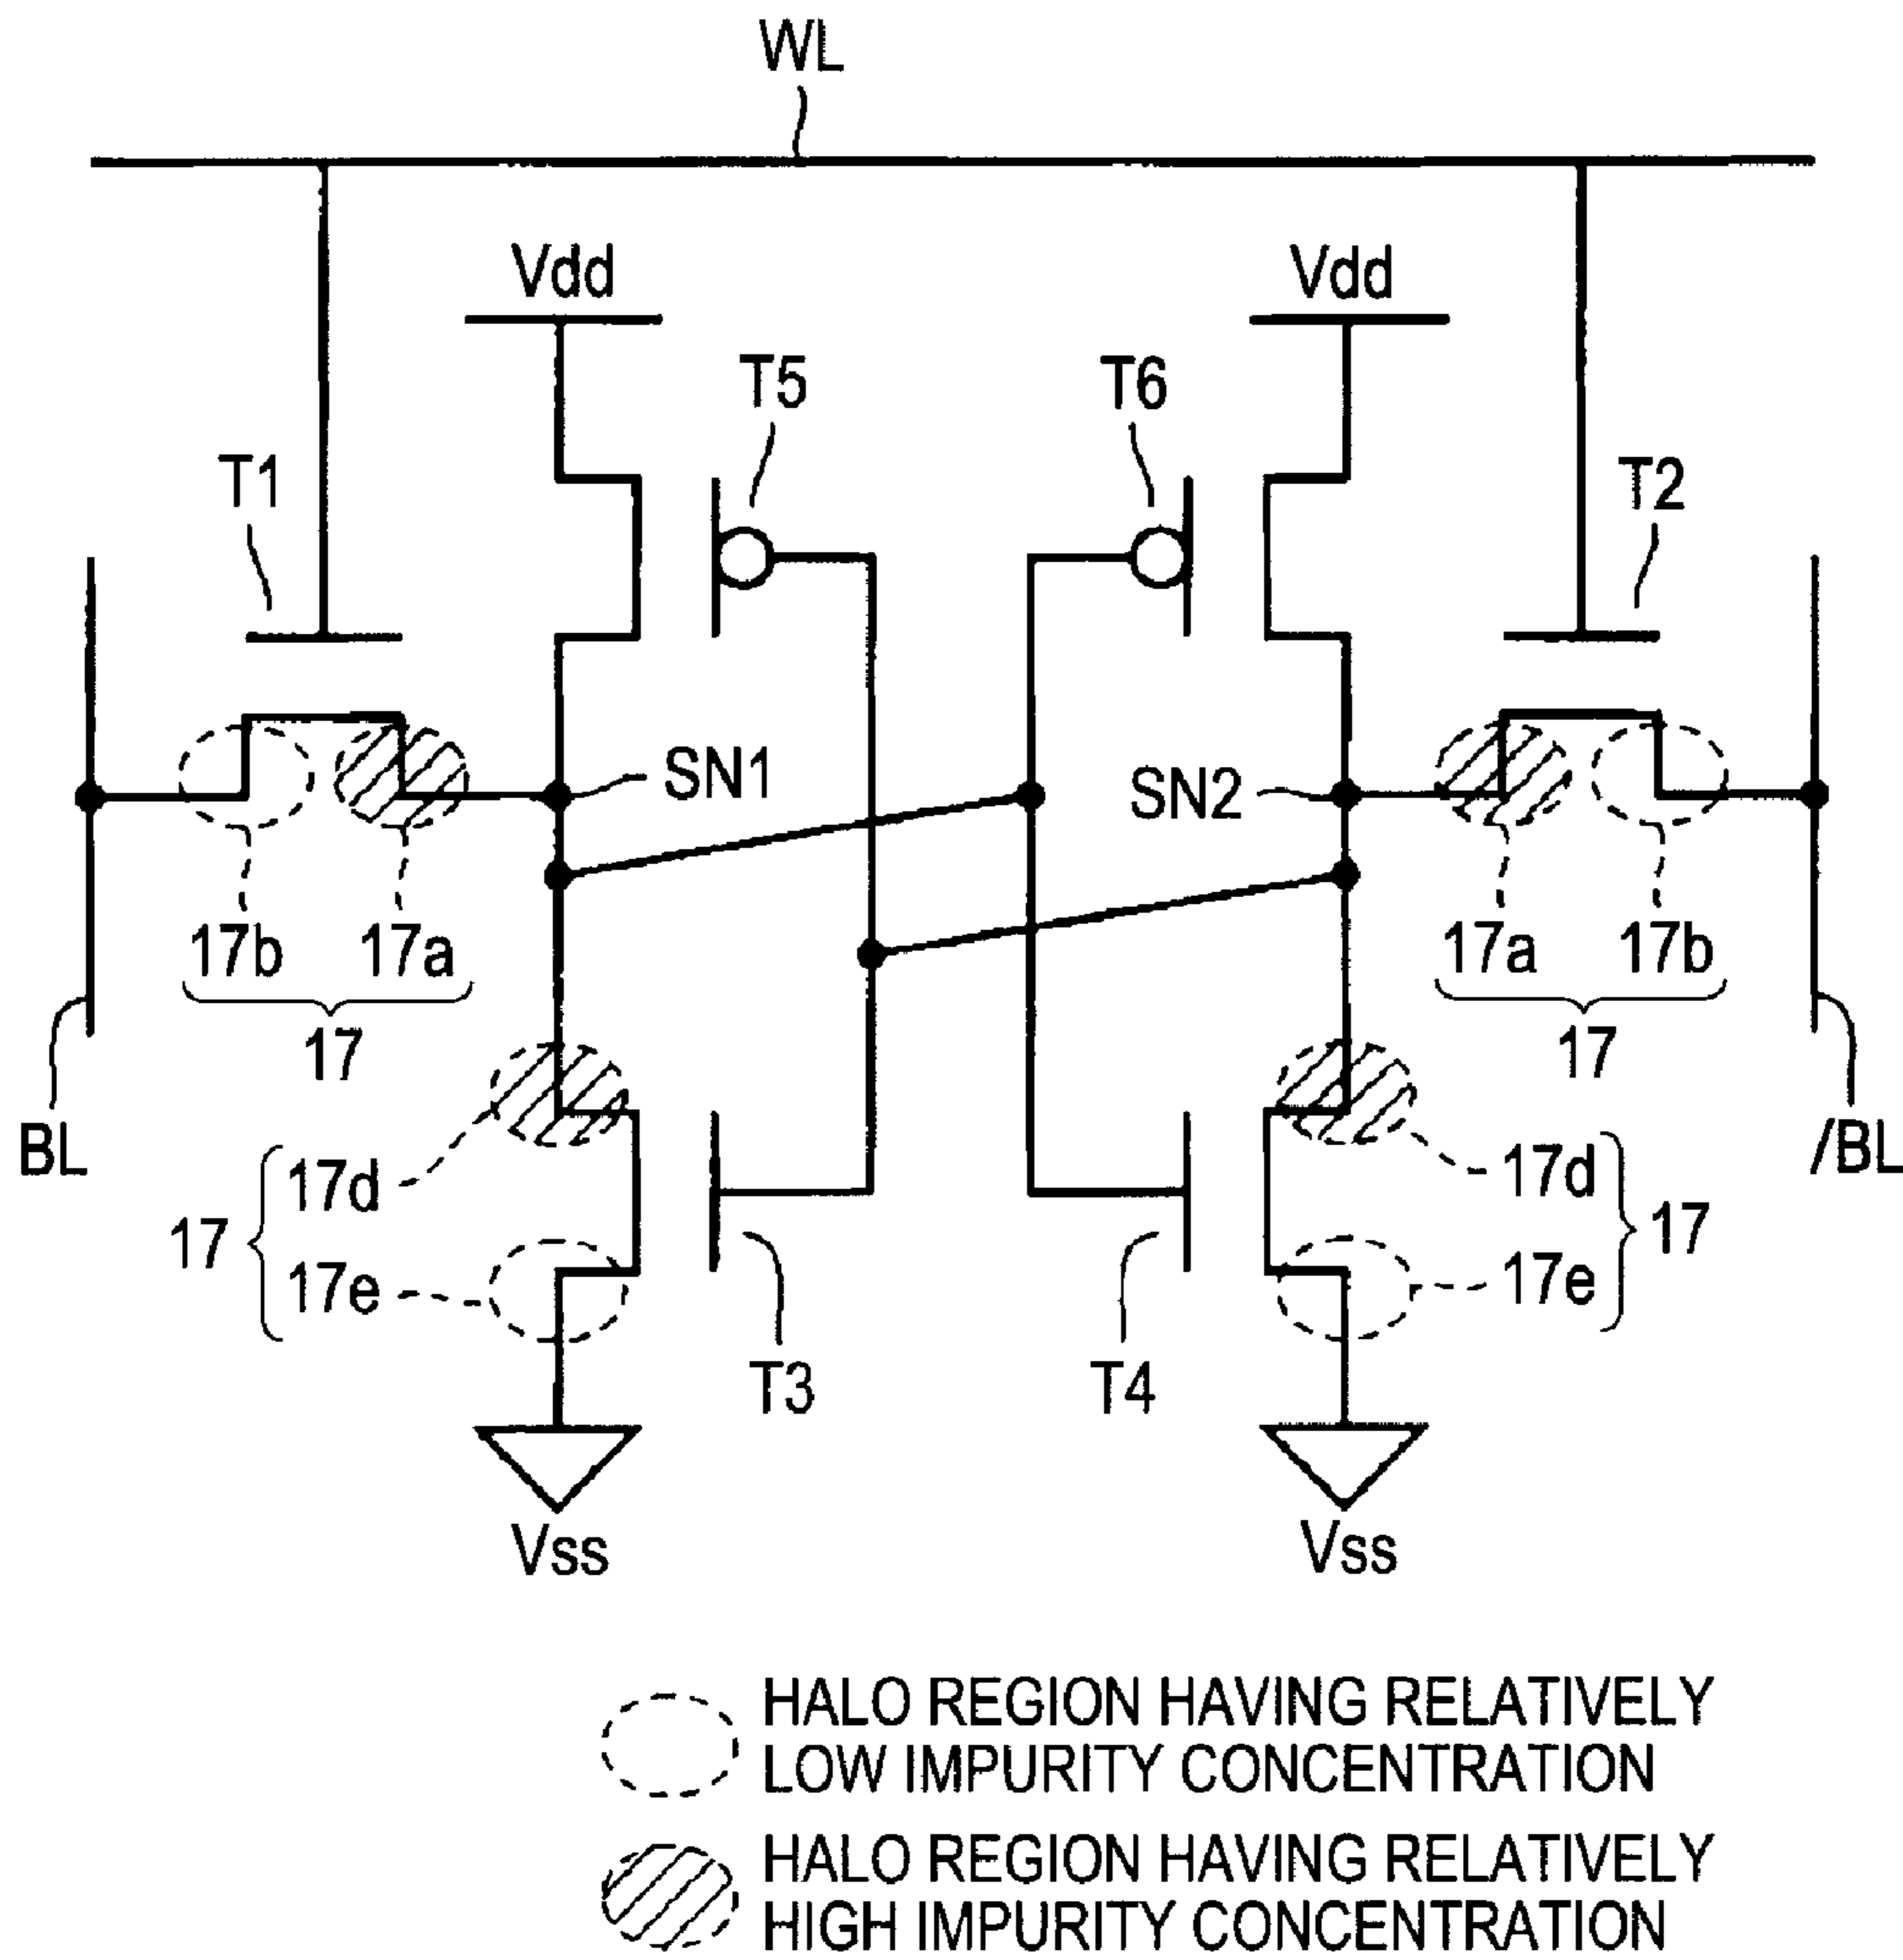 WL
Vdd Vdd
T5 T6
T1 T2
SN1 SN2
17b 17a 17a 17b
17 17
BL /BL
17d 17d
17 17
17e 17e
T3 T4
Vss Vss
HALO REGION HAVING RELATIVELY
LOW IMPURITY CONCENTRATION
HALO REGION HAVING RELATIVELY
HIGH IMPURITY CONCENTRATION